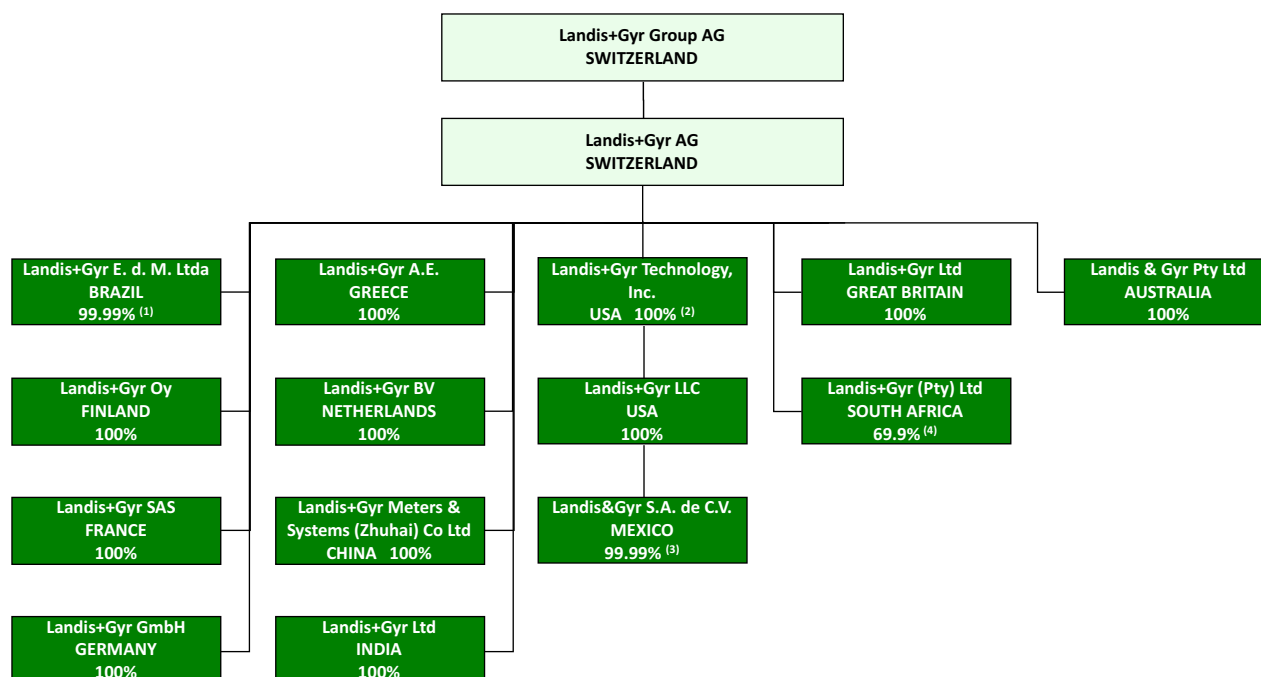 Landis+Gyr Group AG
SWITZERLAND
Landis+Gyr AG
SWITZERLAND
Landis+Gyr E. d. M. Ltda
BRAZIL
99.99% (1)
Landis+Gyr A.E.
GREECE
100%
Landis+Gyr Technology,
Inc.
USA 100% (2)
Landis+Gyr Ltd
GREAT BRITAIN
100%
Landis & Gyr Pty Ltd
AUSTRALIA
100%
Landis+Gyr Oy
FINLAND
100%
Landis+Gyr BV
NETHERLANDS
100%
Landis+Gyr LLC
USA
100%
Landis+Gyr (Pty) Ltd
SOUTH AFRICA
69.9% (4)
Landis+Gyr SAS
FRANCE
100%
Landis+Gyr Meters &
Systems (Zhuhai) Co Ltd
CHINA 100%
Landis&Gyr S.A. de C.V.
MEXICO
99.99% (3)
Landis+Gyr GmbH
GERMANY
100%
Landis+Gyr Ltd
INDIA
100%